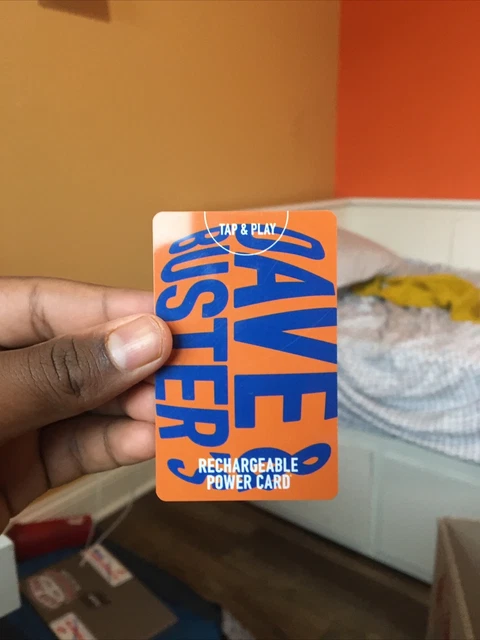 TAP & PLAY
DAVE &
BUSTER'S
RECHARGEABLE
POWER CARD